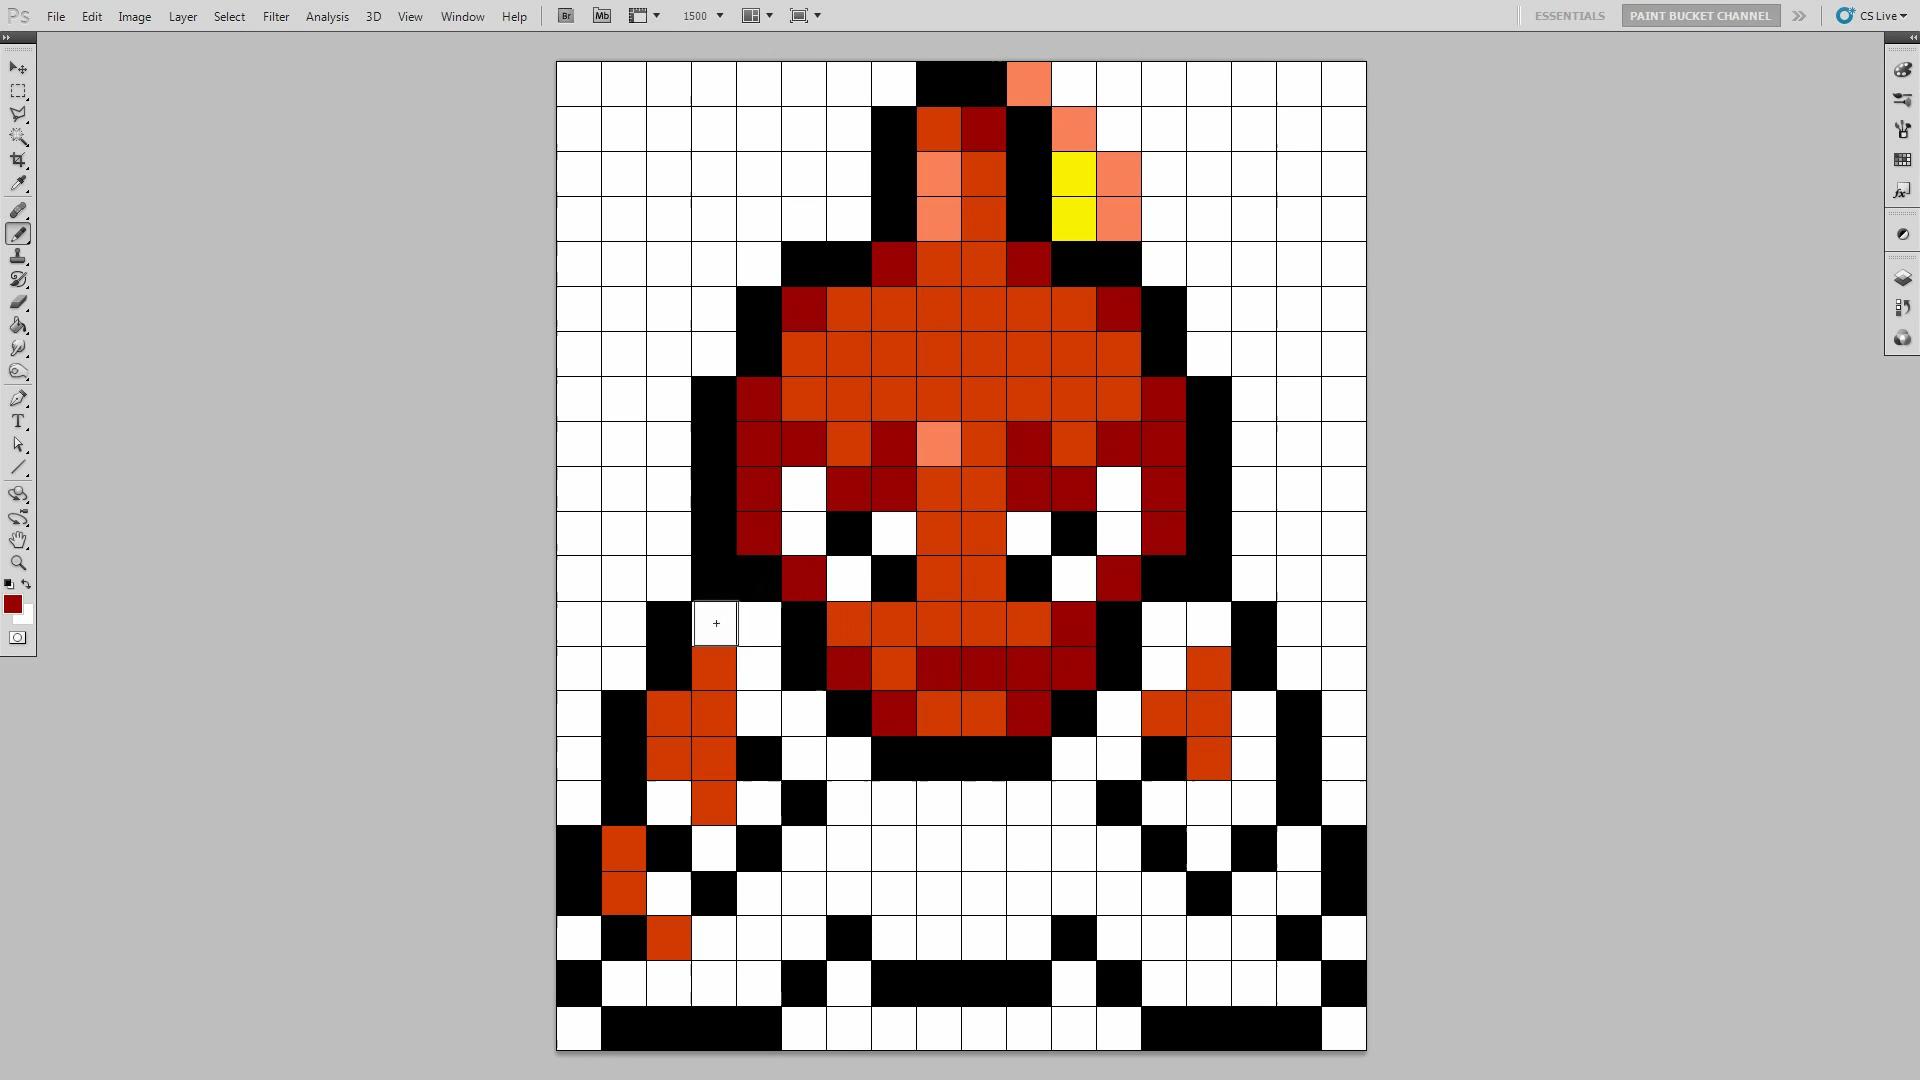 Ps File Edit Image Layer Select Filter Analysis 3D View Window Help Br Mb 1500 ESSENTIALS PAINT BUCKET CHANNEL CS Live
T
fx